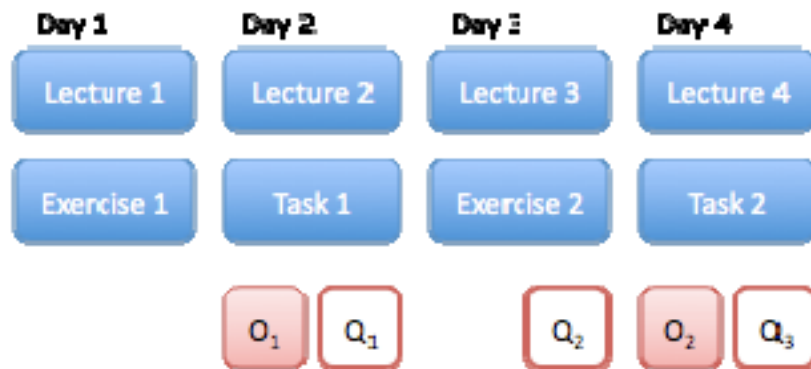 Day 1 Day 2 Day 3 Day 4
Lecture 1 Lecture 2 Lecture 3 Lecture 4
Exercise 1 Task 1 Exercise 2 Task 2
O₁ Q₁ Q₂ O₂ Q₃